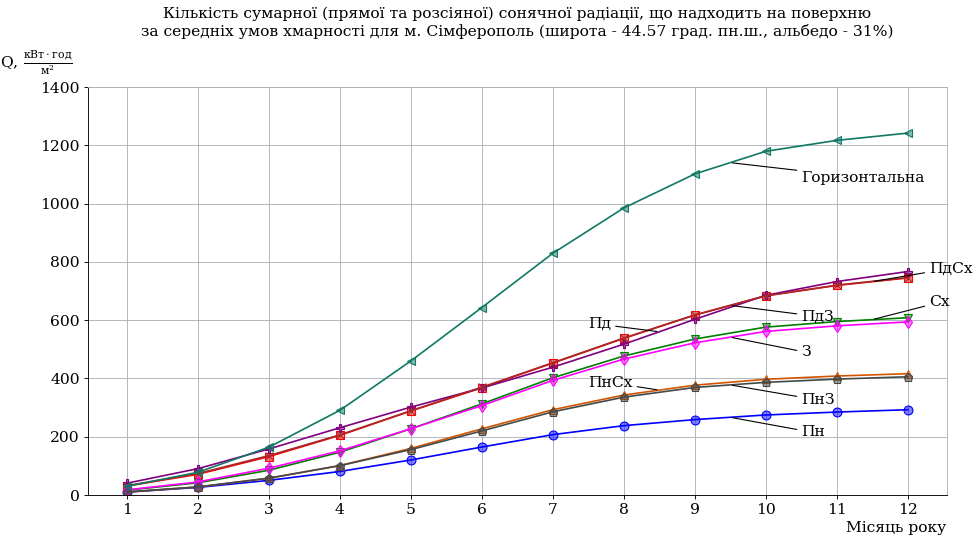 Кількість сумарної (прямої та розсіяної) сонячної радіації, що надходить на поверхню
за середніх умов хмарності для м. Сімферополь (широта - 44.57 град. пн.ш., альбедо - 31%)
Q, кВт · год / м²
1400
1200
1000
800
600
400
200
0
Горизонтальна
ПдСх
Сх
Пд
ПдЗ
З
ПнСх
ПнЗ
Пн
1 2 3 4 5 6 7 8 9 10 11 12
Місяць року